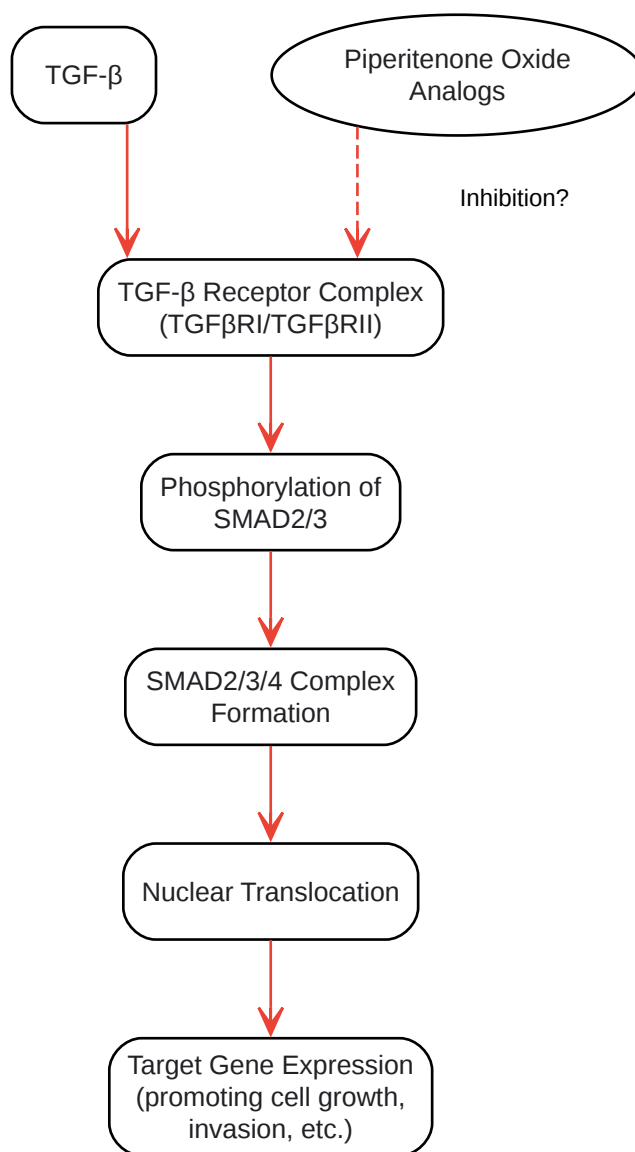 TGF-β
Piperitenone Oxide
Analogs
Inhibition?
TGF-β Receptor Complex
(TGFβRI/TGFβRII)
Phosphorylation of
SMAD2/3
SMAD2/3/4 Complex
Formation
Nuclear Translocation
Target Gene Expression
(promoting cell growth,
invasion, etc.)